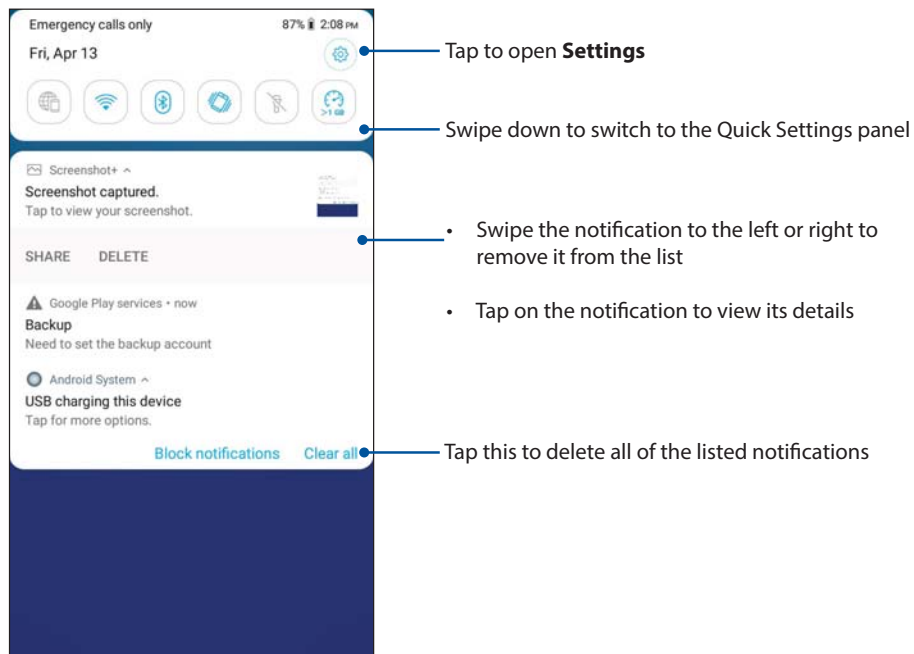 Emergency calls only 87% 2:08 PM
Fri, Apr 13
Tap to open Settings
>1 GB
Swipe down to switch to the Quick Settings panel
Screenshot+
Screenshot captured.
Tap to view your screenshot.
SHARE DELETE
• Swipe the notification to the left or right to
remove it from the list
• Tap on the notification to view its details
Google Play services • now
Backup
Need to set the backup account
Android System
USB charging this device
Tap for more options.
Block notifications Clear all
Tap this to delete all of the listed notifications